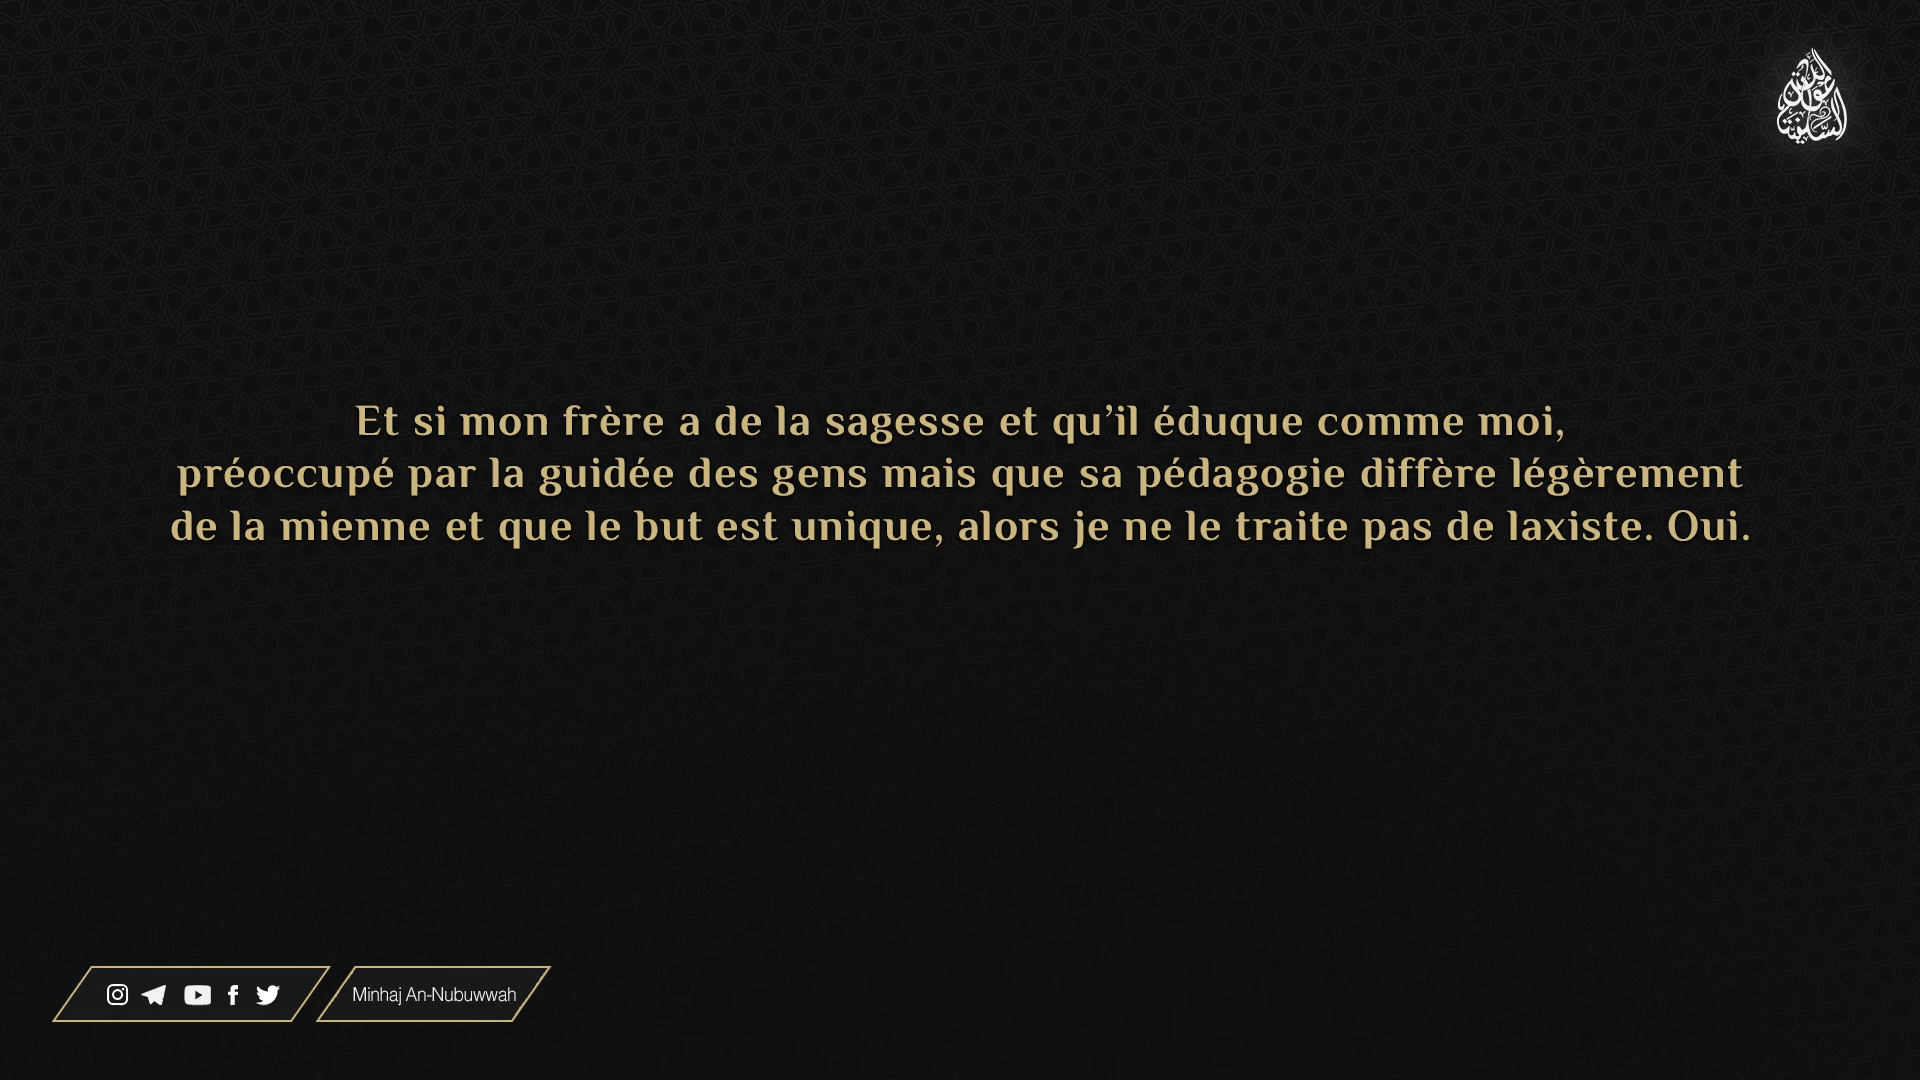 Et si mon frère a de la sagesse et qu’il éduque comme moi,
préoccupé par la guidée des gens mais que sa pédagogie diffère légèrement
de la mienne et que le but est unique, alors je ne le traite pas de laxiste. Oui.
Minhaj An-Nubuwwah